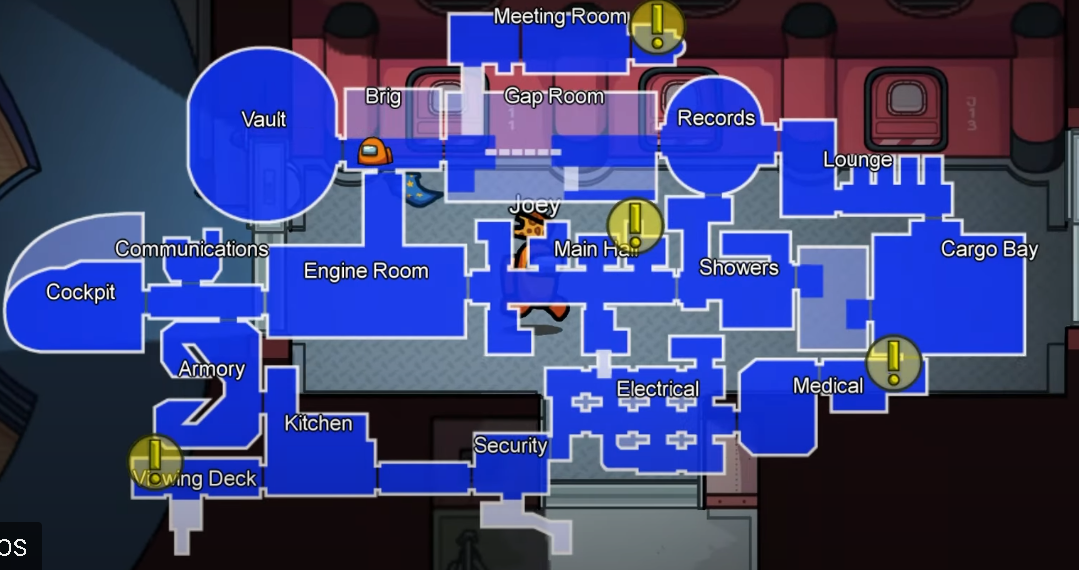 Meeting Room
Brig
Gap Room
Records
Vault
Lounge
Joey
Communications
Main Hall
Cargo Bay
Engine Room
Showers
Cockpit
Armory
Medical
Electrical
Kitchen
Security
Viewing Deck
OS